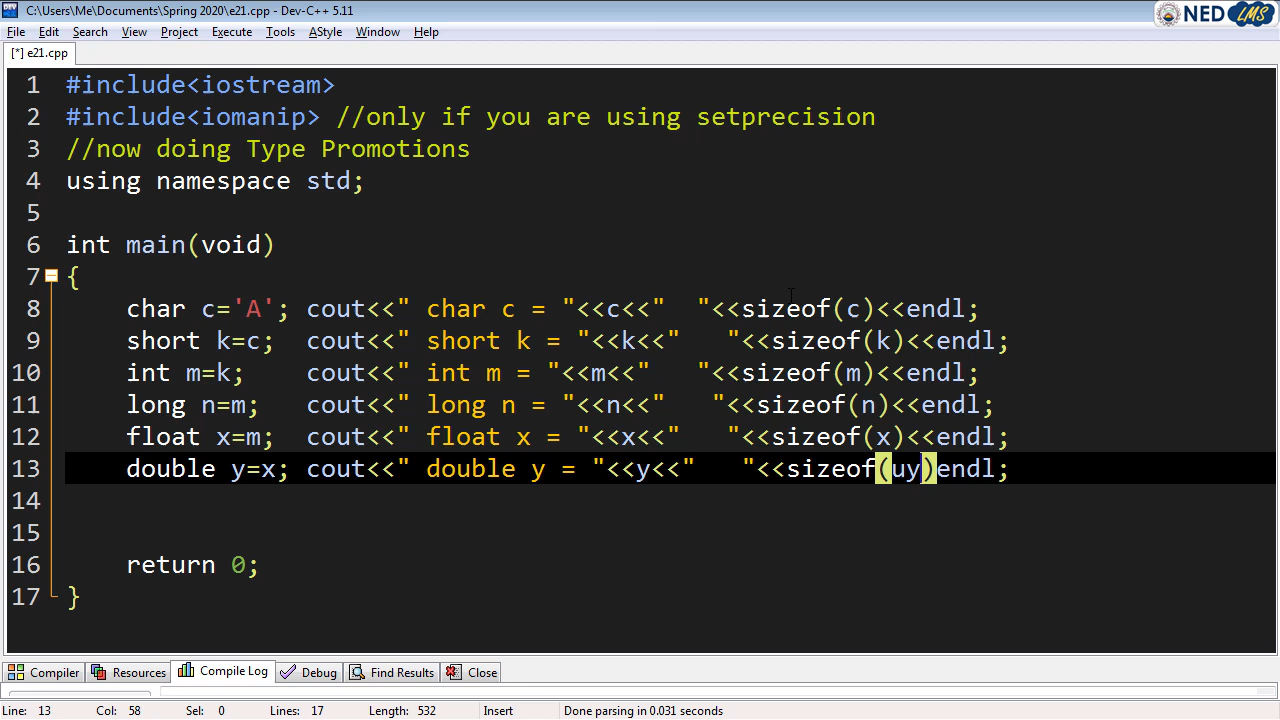 C:\Users\Me\Documents\Spring 2020\e21.cpp - Dev-C++ 5.11
NED LMS
File Edit Search View Project Execute Tools AStyle Window Help
[*] e21.cpp
1 #include<iostream>
2 #include<iomanip> //only if you are using setprecision
3 //now doing Type Promotions
4 using namespace std;
5
6 int main(void)
7 {
8 char c='A'; cout<<" char c = "<<c<<"   "<<sizeof(c)<<endl;
9 short k=c; cout<<" short k = "<<k<<"   "<<sizeof(k)<<endl;
10 int m=k; cout<<" int m = "<<m<<"   "<<sizeof(m)<<endl;
11 long n=m; cout<<" long n = "<<n<<"   "<<sizeof(n)<<endl;
12 float x=m; cout<<" float x = "<<x<<"   "<<sizeof(x)<<endl;
13 double y=x; cout<<" double y = "<<y<<"   "<<sizeof(uy)endl;
14
15
16 return 0;
17 }
Compiler Resources Compile Log Debug Find Results Close
Line: 13 Col: 58 Sel: 0 Lines: 17 Length: 532 Insert Done parsing in 0.031 seconds